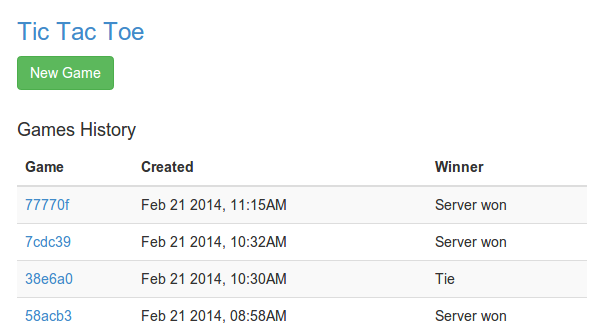 Tic Tac Toe
New Game
Games History
Game Created Winner
77770f Feb 21 2014, 11:15AM Server won
7cdc39 Feb 21 2014, 10:32AM Server won
38e6a0 Feb 21 2014, 10:30AM Tie
58acb3 Feb 21 2014, 08:58AM Server won